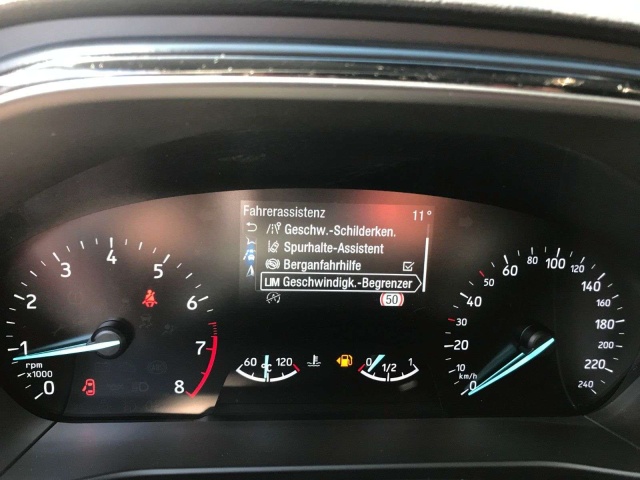 Fahrerassistenz 11°
Geschw.-Schilderken.
Spurhalte-Assistent
Berganfahrhilfe
LIM Geschwindigk.-Begrenzer
50
0 1 2 3 4 5 6 7 8
rpm
x1000
60 °C 120
0 1/2 1
0 10 20 30 40 50 60 80 100 120 140 160 180 200 220 240
km/h